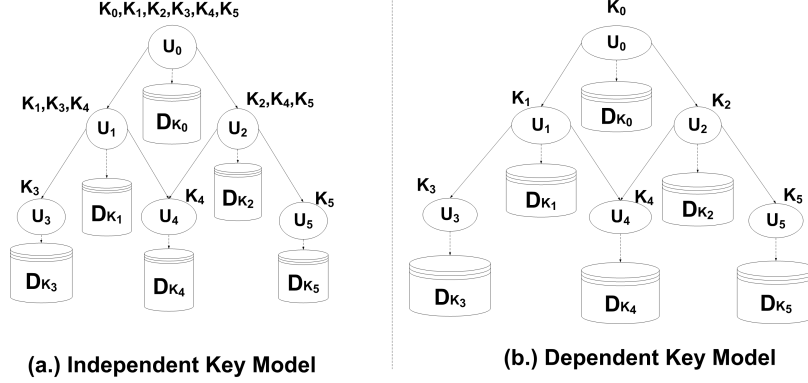 K0,K1,K2,K3,K4,K5
U0
DK0
K1,K3,K4
U1
K2,K4,K5
U2
DK1
DK2
K3
U3
K4
U4
K5
U5
DK3
DK4
DK5
(a.) Independent Key Model
K0
U0
DK0
K1
U1
K2
U2
DK1
DK2
K3
U3
K4
U4
K5
U5
DK3
DK4
DK5
(b.) Dependent Key Model